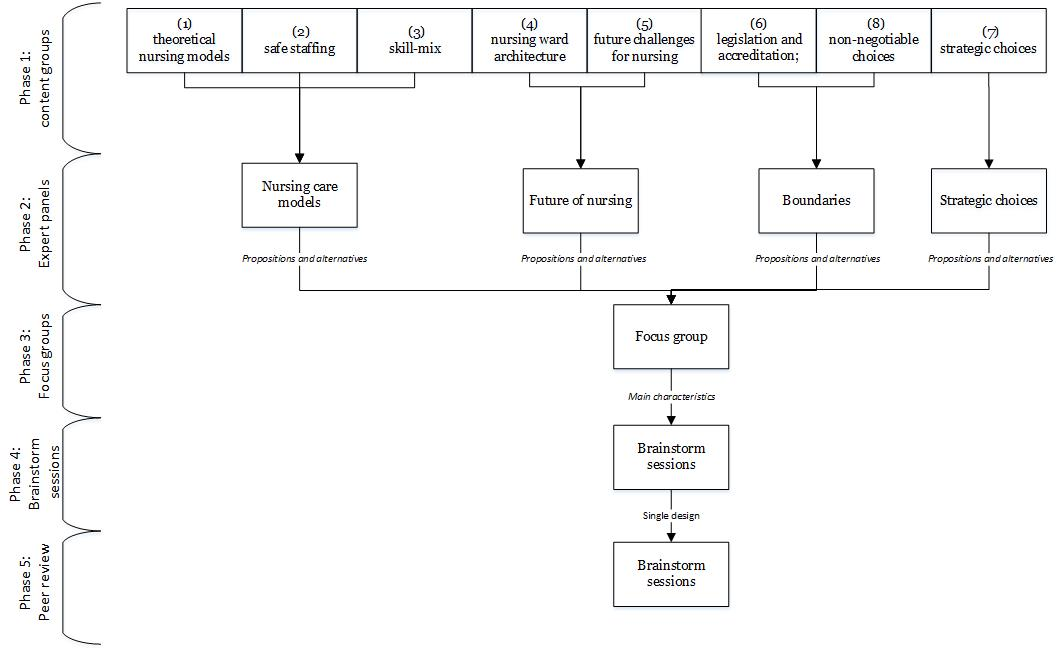 Phase 1:
content groups
(1)
theoretical
nursing models
(2)
safe staffing
(3)
skill-mix
(4)
nursing ward
architecture
(5)
future challenges
for nursing
(6)
legislation and
accreditation;
(8)
non-negotiable
choices
(7)
strategic choices
Phase 2:
Expert panels
Nursing care
models
Future of nursing
Boundaries
Strategic choices
Propositions and alternatives
Propositions and alternatives
Propositions and alternatives
Propositions and alternatives
Phase 3:
Focus groups
Focus group
Main characteristics
Phase 4:
Brainstorm
sessions
Brainstorm
sessions
Single design
Phase 5:
Peer review
Brainstorm
sessions